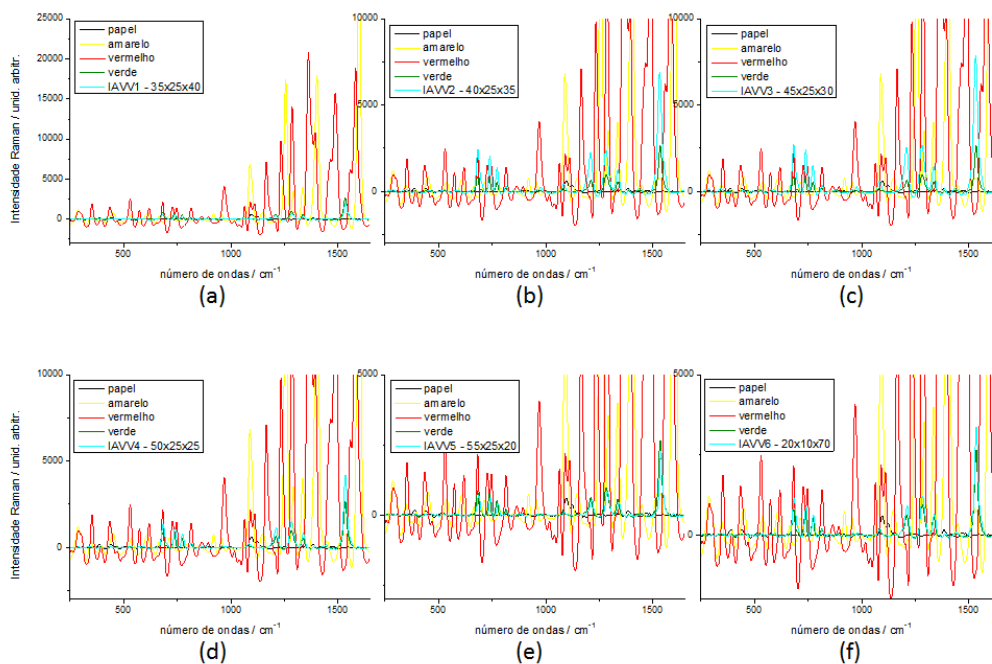 25000
20000
15000
10000
5000
0
Intensidade Raman / unid. arbitr.
papel
amarelo
vermelho
verde
IAVV1 - 35x25x40
500 1000 1500
número de ondas / cm⁻¹
(a)
10000
5000
0
papel
amarelo
vermelho
verde
IAVV2 - 40x25x35
500 1000 1500
número de ondas / cm⁻¹
(b)
10000
5000
0
papel
amarelo
vermelho
verde
IAVV3 - 45x25x30
500 1000 1500
número de ondas / cm⁻¹
(c)
10000
5000
0
Intensidade Raman / unid. arbitr.
papel
amarelo
vermelho
verde
IAVV4 - 50x25x25
500 1000 1500
número de ondas / cm⁻¹
(d)
5000
0
papel
amarelo
vermelho
verde
IAVV5 - 55x25x20
500 1000 1500
número de ondas / cm⁻¹
(e)
5000
0
papel
amarelo
vermelho
verde
IAVV6 - 20x10x70
500 1000 1500
número de ondas / cm⁻¹
(f)